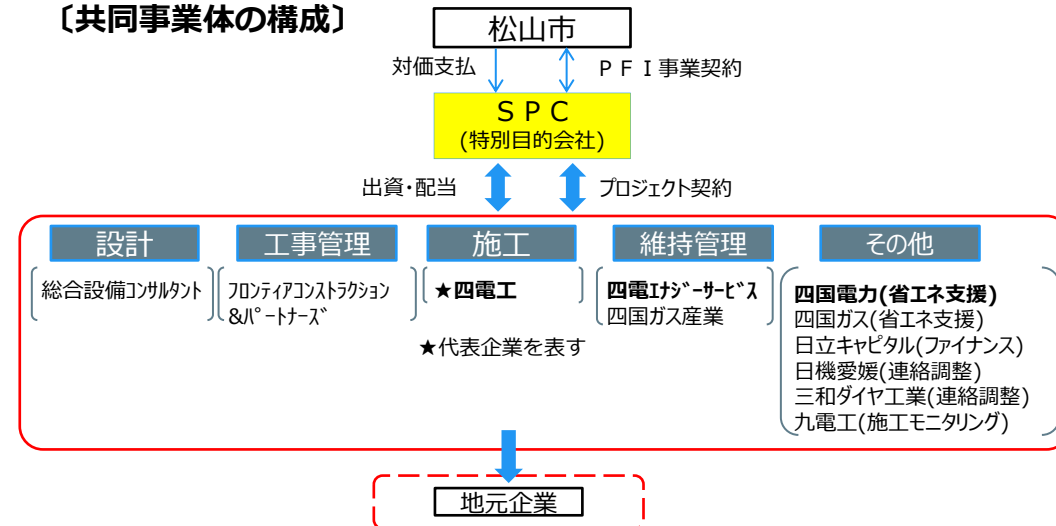 〔共同事業体の構成〕
松山市
対価支払
ＰＦＩ事業契約
ＳＰＣ
(特別目的会社)
出資・配当
プロジェクト契約
設計
総合設備ｺﾝｻﾙﾀﾝﾄ
工事管理
ﾌﾛﾝﾃｨｱｺﾝｽﾄﾗｸｼｮﾝ
&ﾊﾟｰﾄﾅｰｽﾞ
施工
★四電工
★代表企業を表す
維持管理
四電ｴﾅｼﾞｰｻｰﾋﾞｽ
四国ガス産業
その他
四国電力(省エネ支援)
四国ガス(省エネ支援)
日立キャピタル(ファイナンス)
日機愛媛(連絡調整)
三和ダイヤ工業(連絡調整)
九電工(施工モニタリング)
地元企業